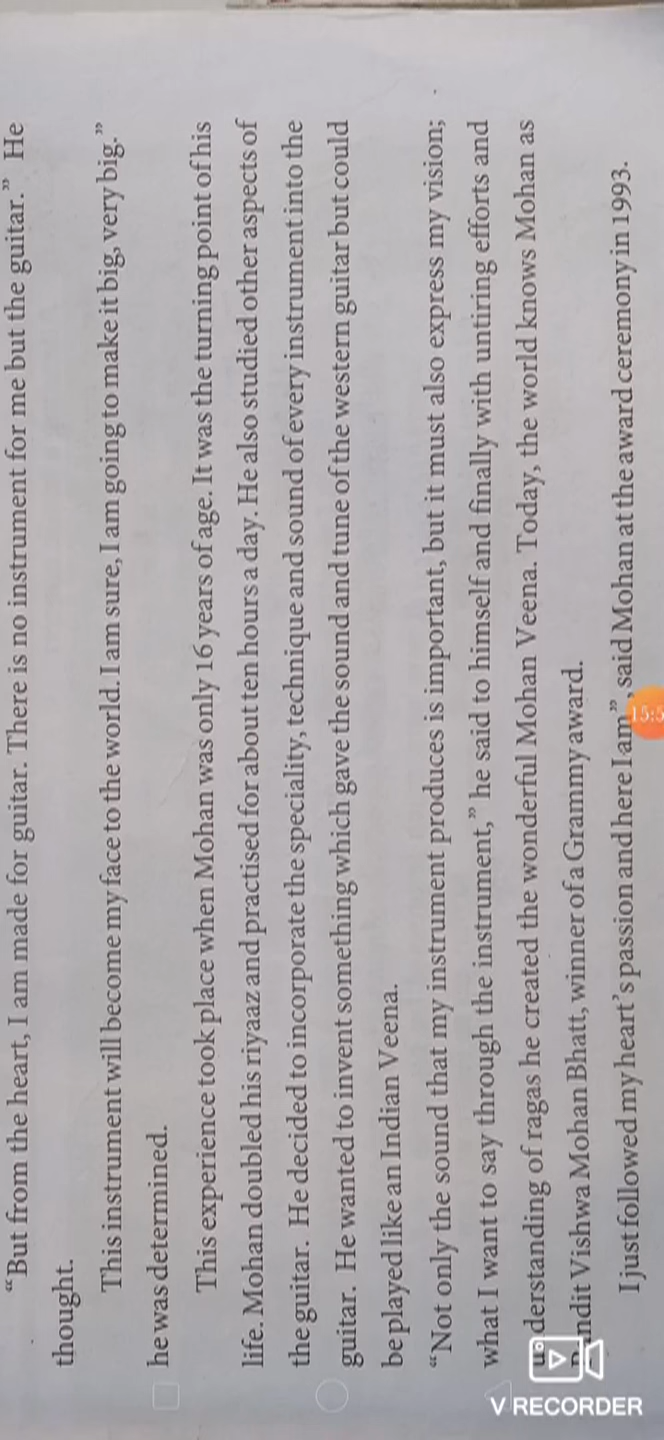 “But from the heart, I am made for guitar. There is no instrument for me but the guitar.” He
thought.
This instrument will become my face to the world. I am sure, I am going to make it big, very big.”
he was determined.
This experience took place when Mohan was only 16 years of age. It was the turning point of his
life. Mohan doubled his riyaaz and practised for about ten hours a day. He also studied other aspects of
the guitar. He decided to incorporate the speciality, technique and sound of every instrument into the
guitar. He wanted to invent something which gave the sound and tune of the western guitar but could
be played like an Indian Veena.
“Not only the sound that my instrument produces is important, but it must also express my vision;
what I want to say through the instrument,” he said to himself and finally with untiring efforts and
understanding of ragas he created the wonderful Mohan Veena. Today, the world knows Mohan as
Pandit Vishwa Mohan Bhatt, winner of a Grammy award.
I just followed my heart’s passion and here I am”, said Mohan at the award ceremony in 1993.
15:5
V RECORDER